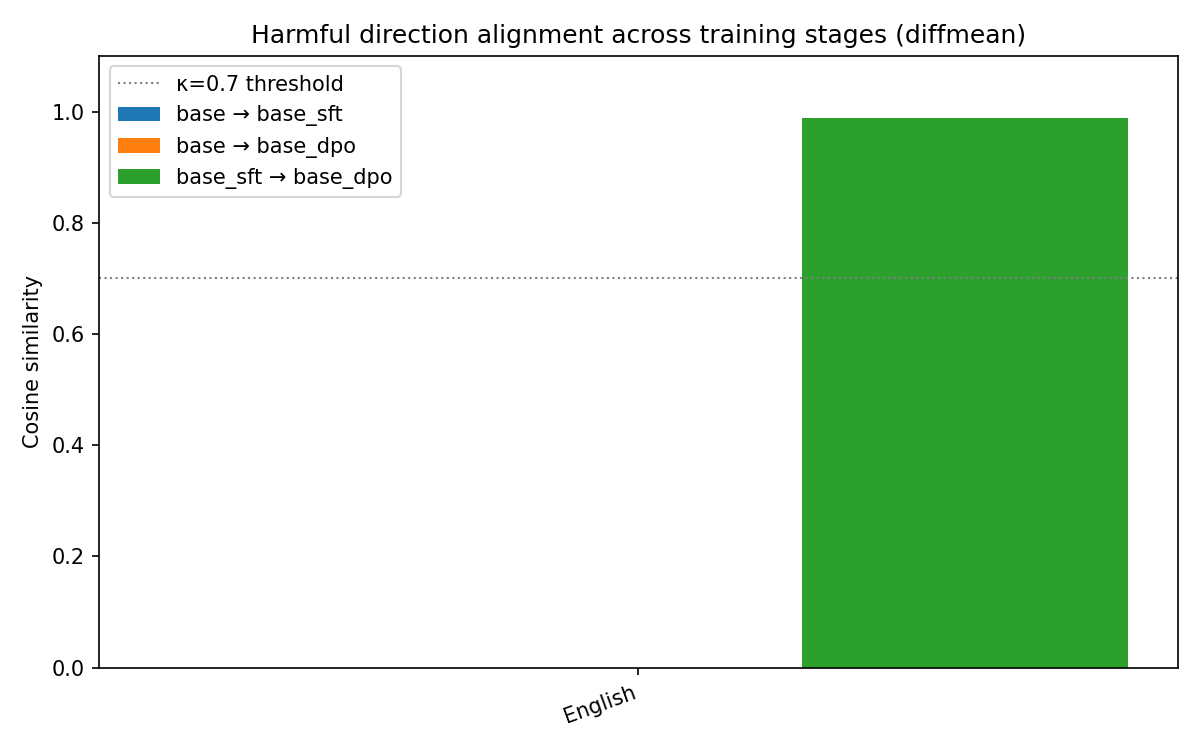 Harmful direction alignment across training stages (diffmean)
κ=0.7 threshold
base → base_sft
base → base_dpo
base_sft → base_dpo
Cosine similarity
1.0
0.8
0.6
0.4
0.2
0.0
English